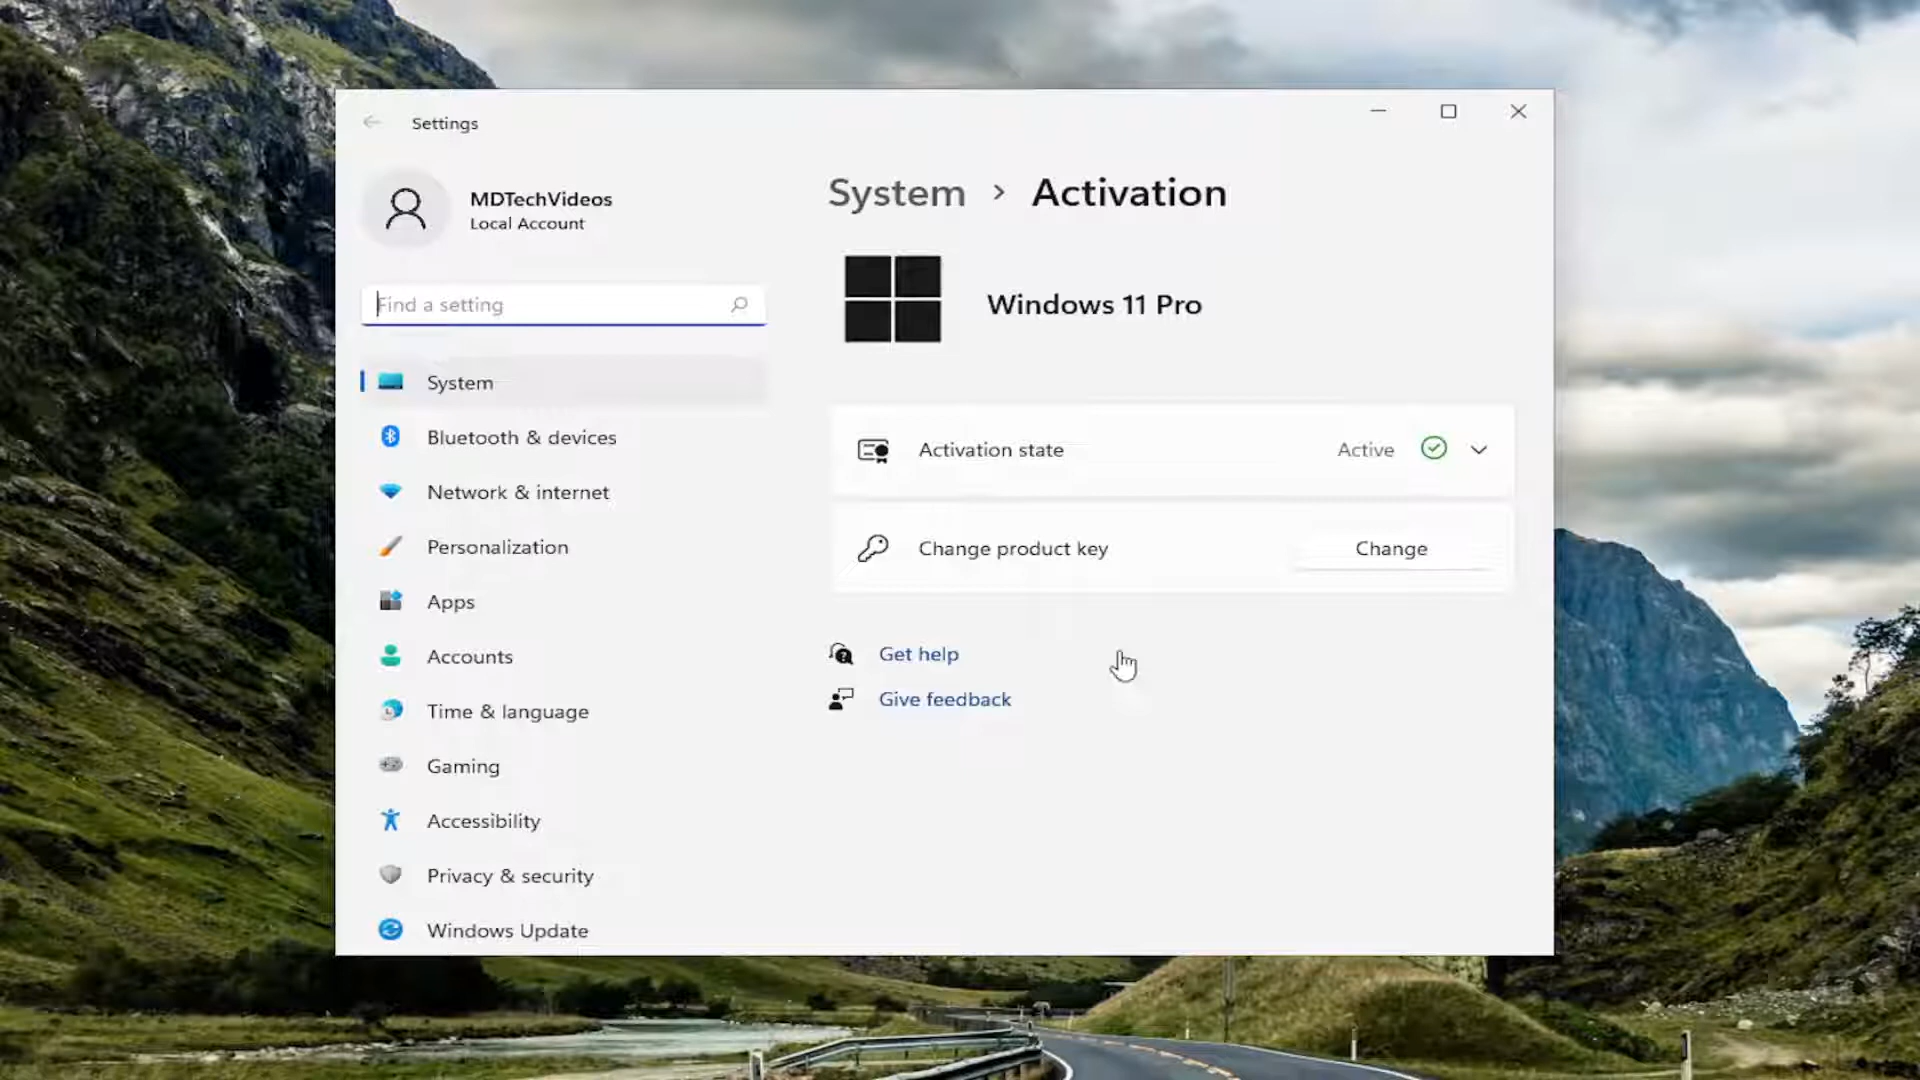 Settings
MDTechVideos
Local Account
Find a setting
System
Bluetooth & devices
Network & internet
Personalization
Apps
Accounts
Time & language
Gaming
Accessibility
Privacy & security
Windows Update
System > Activation
Windows 11 Pro
Activation state Active
Change product key Change
Get help
Give feedback